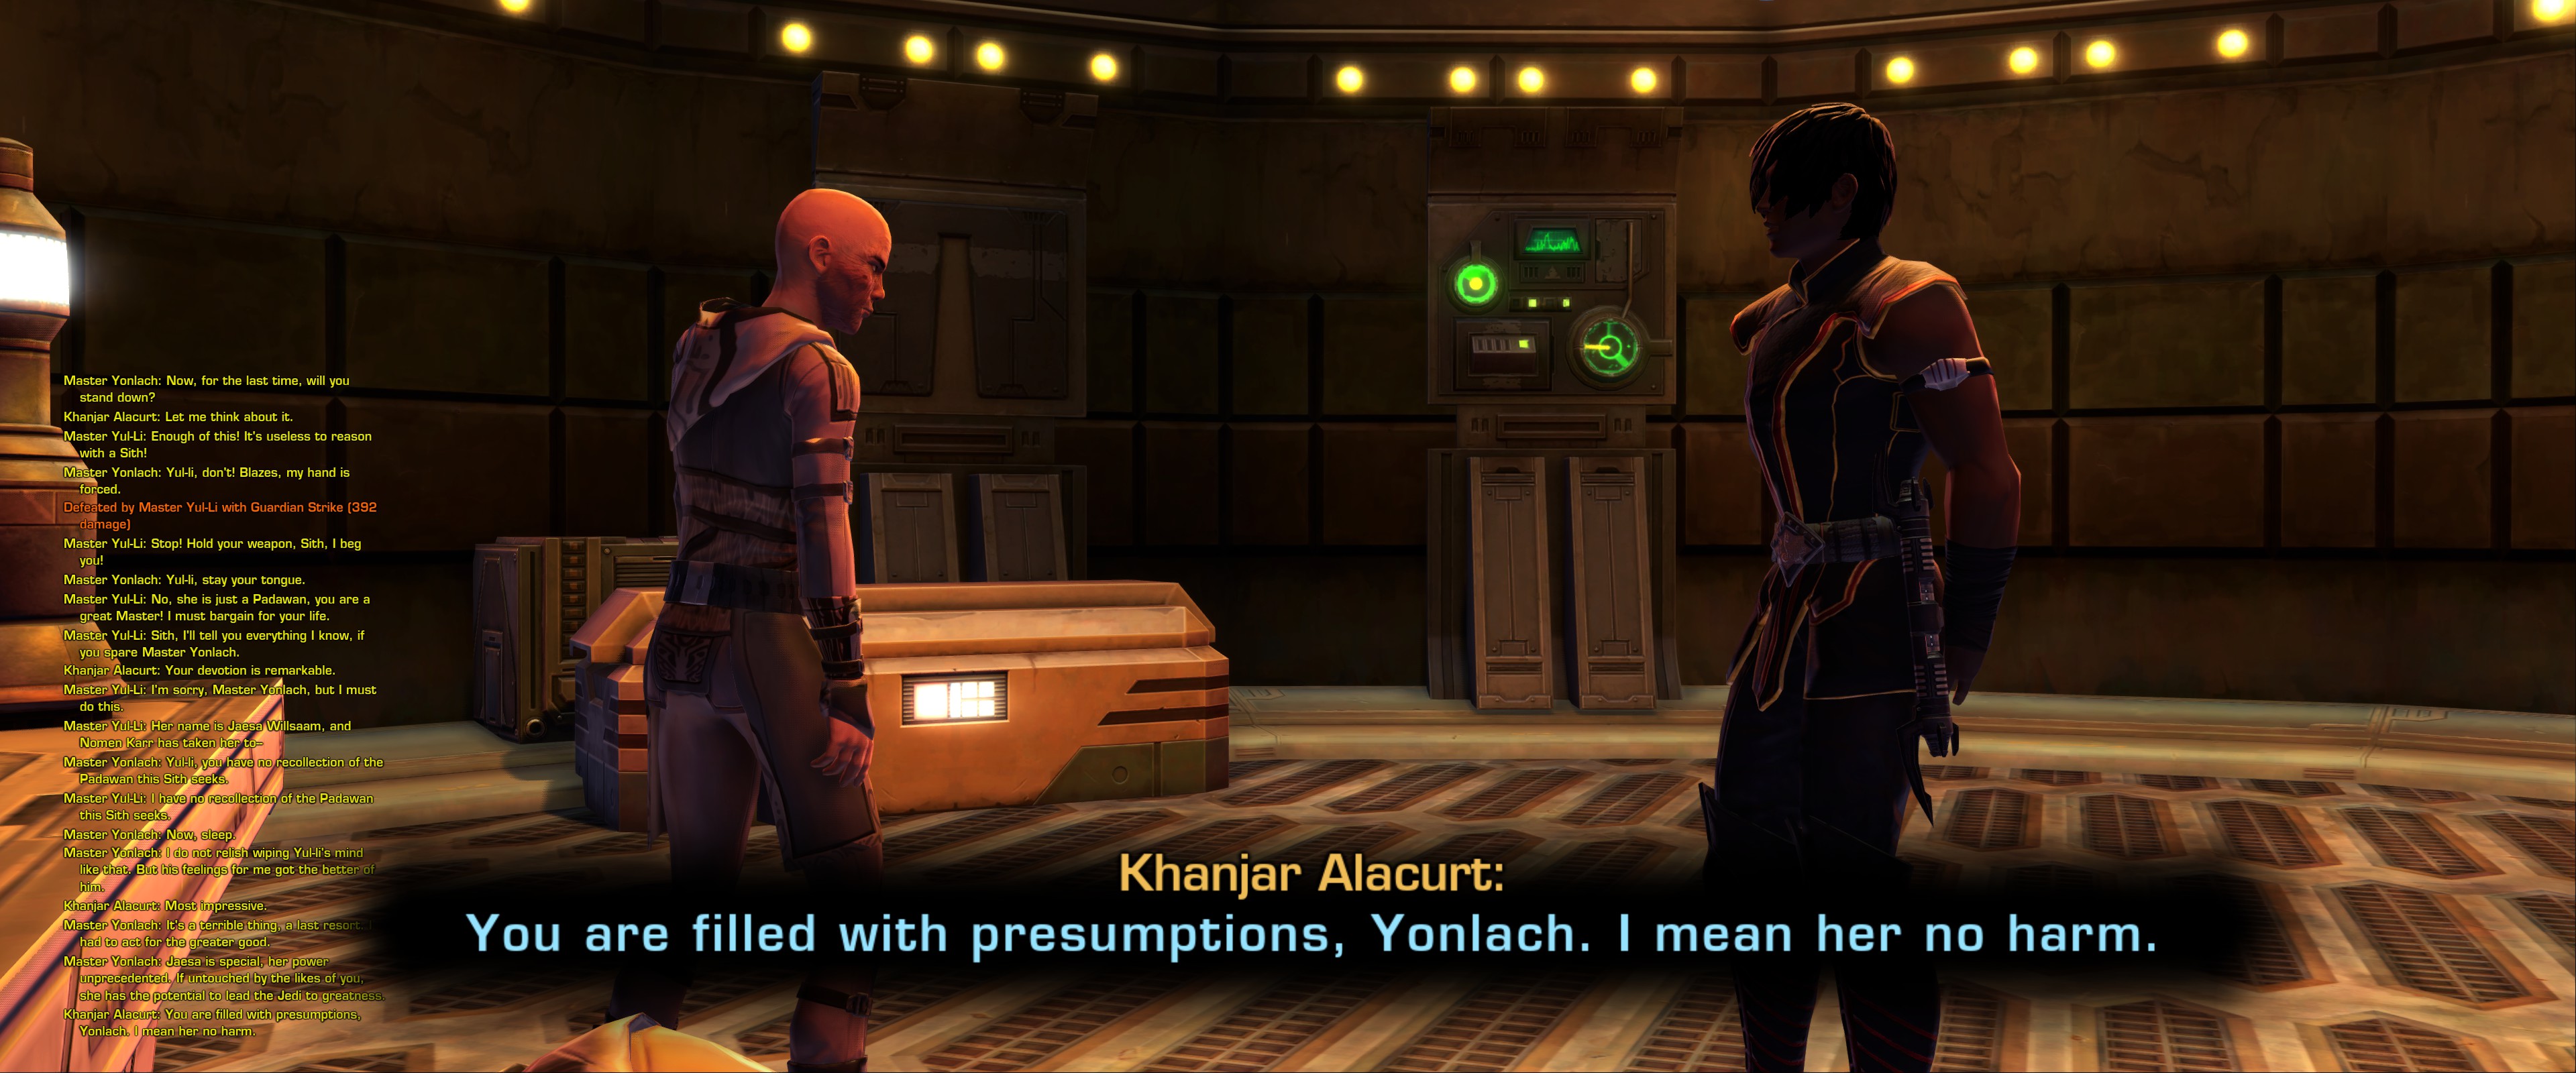 Master Yonlach: Now, for the last time, will you
stand down?
Khanjar Alacurt: Let me think about it.
Master Yul-Li: Enough of this! It's useless to reason
with a Sith!
Master Yonlach: Yul-li, don't! Blazes, my hand is
forced.
Defeated by Master Yul-Li with Guardian Strike (392
damage)
Master Yul-Li: Stop! Hold your weapon, Sith, I beg
you!
Master Yonlach: Yul-li, stay your tongue.
Master Yul-Li: No, she is just a Padawan, you are a
great Master! I must bargain for your life.
Master Yul-Li: Sith, I'll tell you everything I know, if
you spare Master Yonlach.
Khanjar Alacurt: Your devotion is remarkable.
Master Yul-Li: I'm sorry, Master Yonlach, but I must
do this.
Master Yul-Li: Her name is Jaesa Willsaam, and
Nomen Karr has taken her to--
Master Yonlach: Yul-li, you have no recollection of the
Padawan this Sith seeks.
Master Yul-Li: I have no recollection of the Padawan
this Sith seeks.
Master Yonlach: Now, sleep.
Master Yonlach: I do not relish wiping Yul-li's mind
like that. But his feelings for me got the better of
him.
Khanjar Alacurt: Most impressive.
Master Yonlach: It's a terrible thing, a last resort. I
had to act for the greater good.
Master Yonlach: Jaesa is special, her power
unprecedented. If untouched by the likes of you,
she has the potential to lead the Jedi to greatness.
Khanjar Alacurt: You are filled with presumptions,
Yonlach. I mean her no harm.
Khanjar Alacurt:
You are filled with presumptions, Yonlach. I mean her no harm.